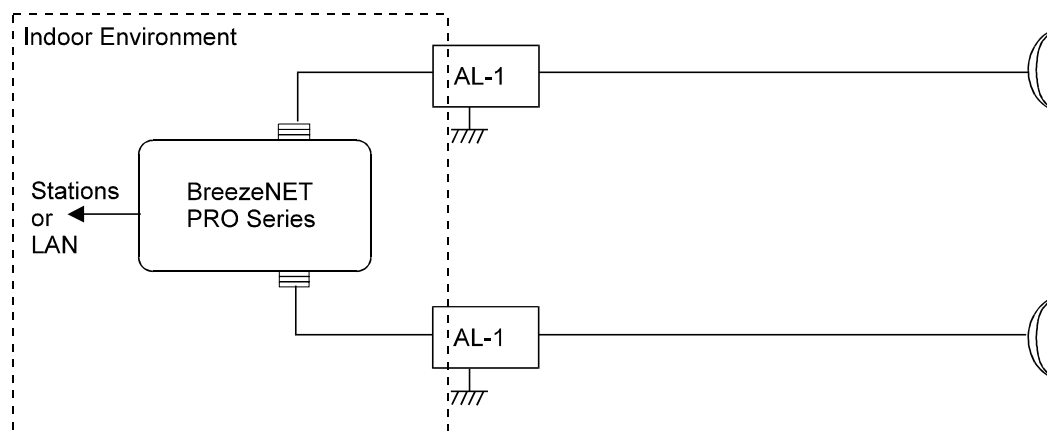 Indoor Environment
AL-1
BreezeNET
PRO Series
Stations
or
LAN
AL-1